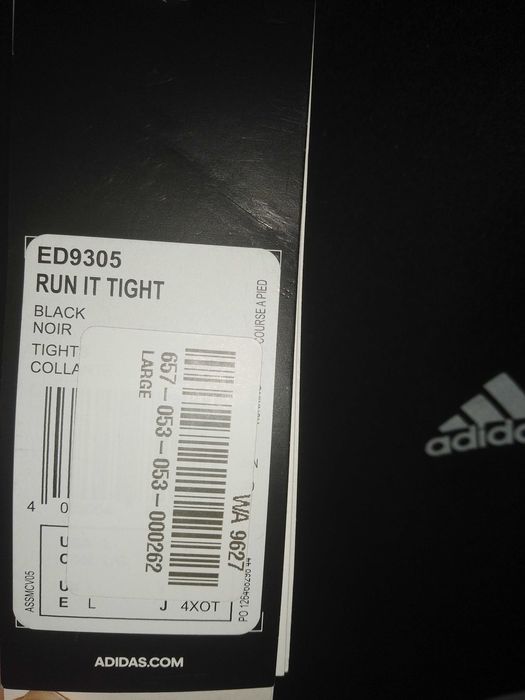 ED9305
RUN IT TIGHT
BLACK
NOIR
TIGHT
COLLA
COURSE A PIED
657-053-053-000262
LARGE
WA 9627
4 0
E L J 4XOT
ASSMCV05
ADIDAS.COM
adidas